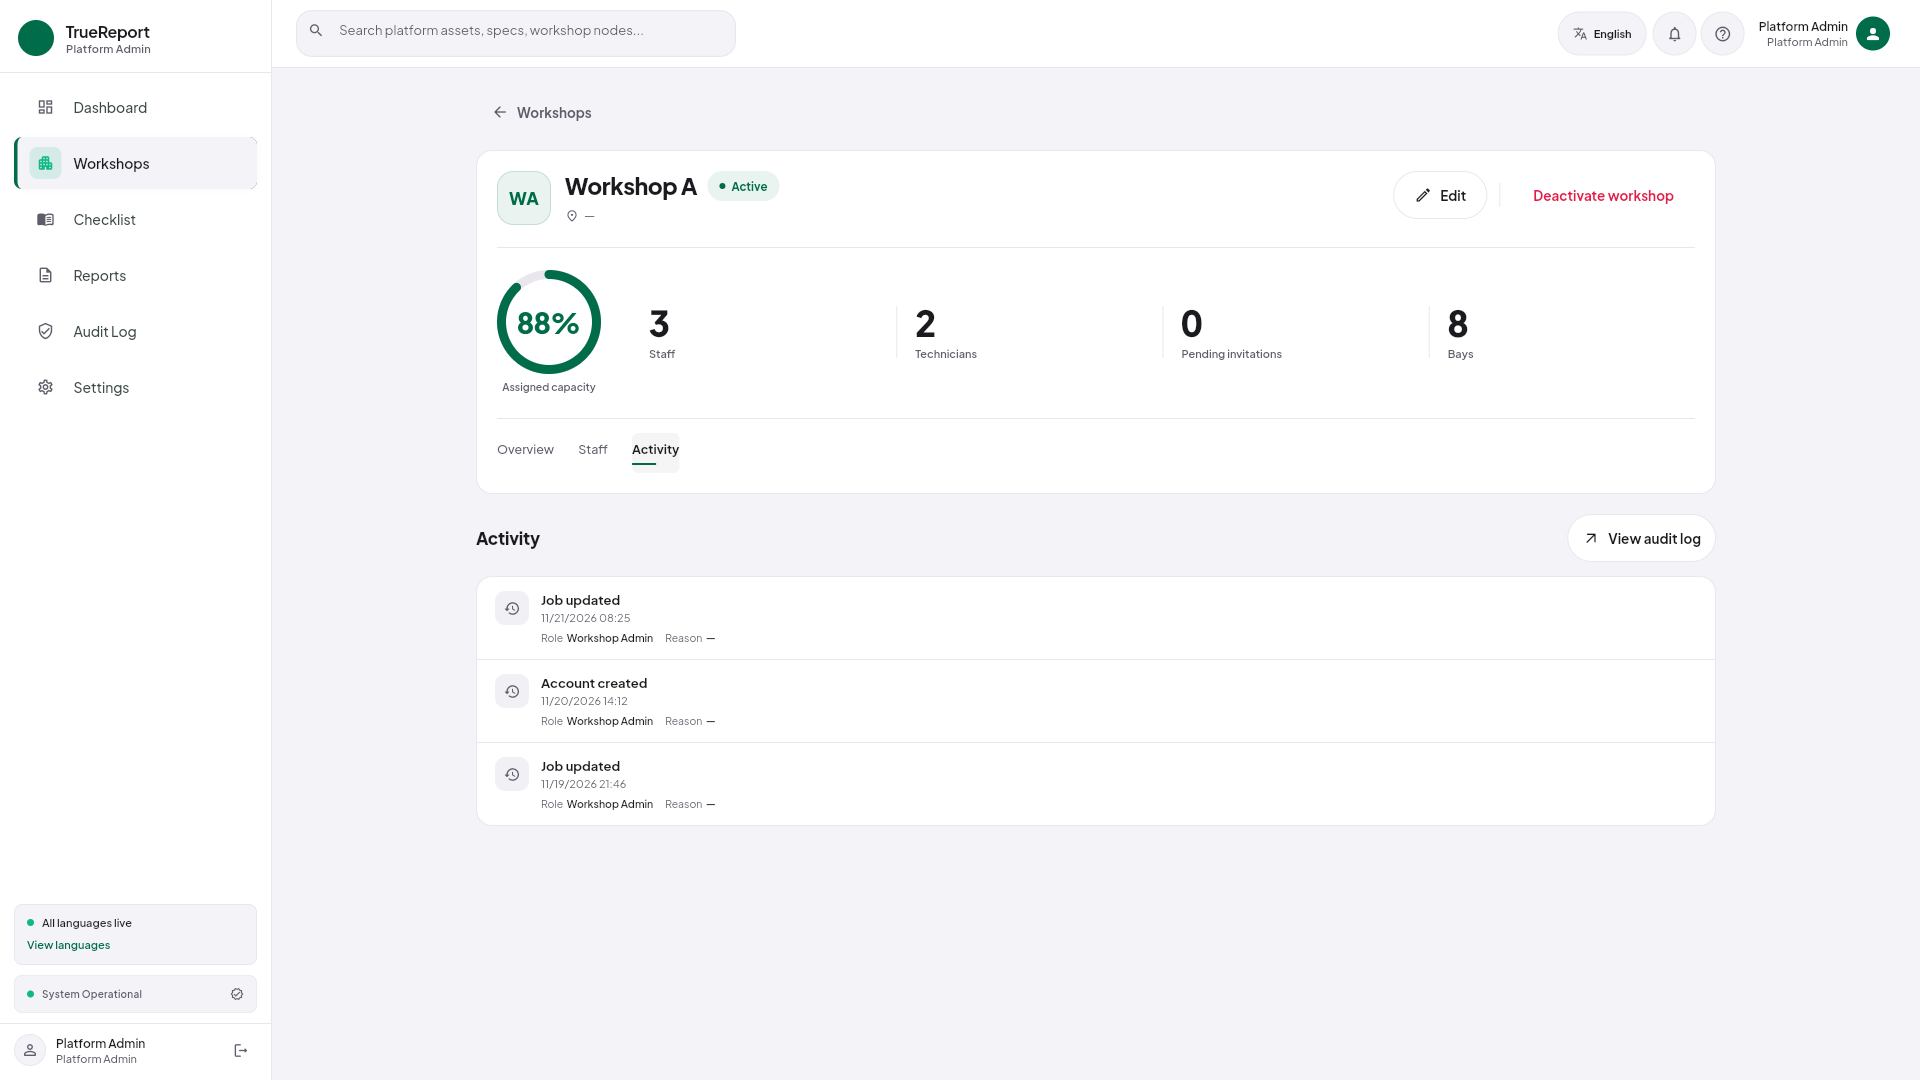 TrueReport
Platform Admin
Search platform assets, specs, workshop nodes...
English
Platform Admin
Platform Admin
Dashboard
Workshops
Checklist
Reports
Audit Log
Settings
All languages live
View languages
System Operational
Platform Admin
Platform Admin
Workshops
WA
Workshop A
Active
—
Edit
Deactivate workshop
88%
Assigned capacity
3
Staff
2
Technicians
0
Pending invitations
8
Bays
Overview
Staff
Activity
Activity
View audit log
Job updated
11/21/2026 08:25
Role Workshop Admin Reason —
Account created
11/20/2026 14:12
Role Workshop Admin Reason —
Job updated
11/19/2026 21:46
Role Workshop Admin Reason —